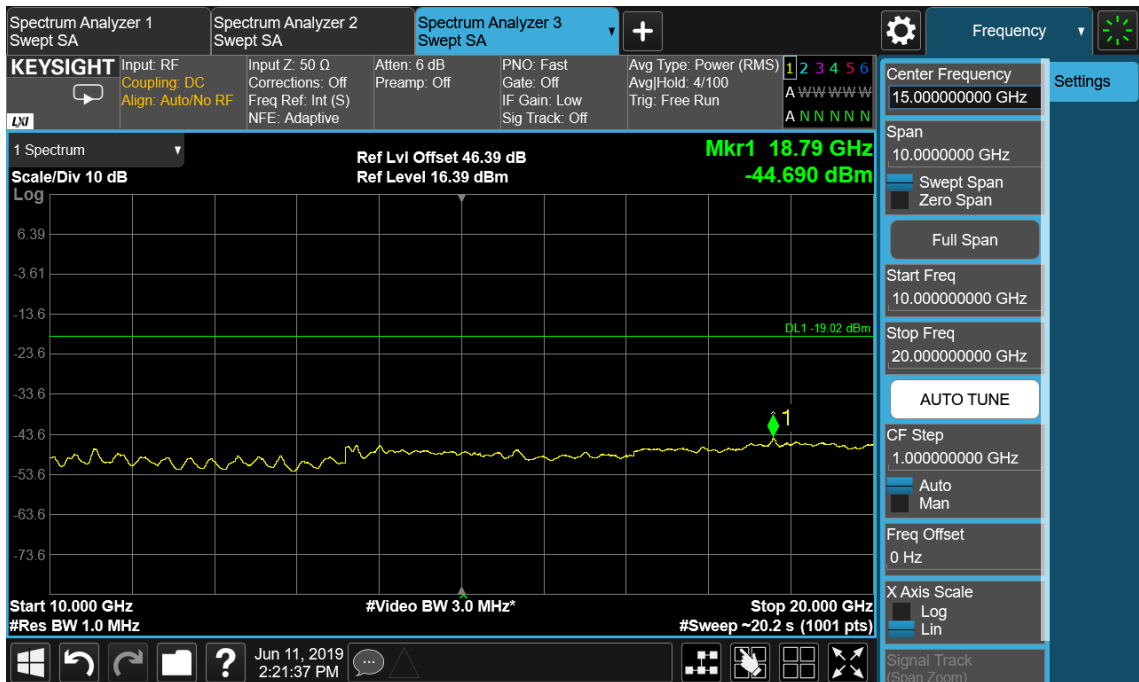 Spectrum Analyzer 1
Swept SA
Spectrum Analyzer 2
Swept SA
Spectrum Analyzer 3
Swept SA
Frequency
KEYSIGHT
LXI
Input: RF
Coupling: DC
Align: Auto/No RF
Input Z: 50 Ω
Corrections: Off
Freq Ref: Int (S)
NFE: Adaptive
Atten: 6 dB
Preamp: Off
PNO: Fast
Gate: Off
IF Gain: Low
Sig Track: Off
Avg Type: Power (RMS)
Avg|Hold: 4/100
Trig: Free Run
1 2 3 4 5 6
A W W W W W
A N N N N N
1 Spectrum
Scale/Div 10 dB
Log
Ref Lvl Offset 46.39 dB
Ref Level 16.39 dBm
Mkr1 18.79 GHz
-44.690 dBm
6.39
-3.61
-13.6
-23.6
-33.6
-43.6
-53.6
-63.6
-73.6
DL1 -19.02 dBm
1
Start 10.000 GHz
#Res BW 1.0 MHz
#Video BW 3.0 MHz*
Stop 20.000 GHz
#Sweep ~20.2 s (1001 pts)
Jun 11, 2019
2:21:37 PM
Center Frequency
15.000000000 GHz
Span
10.0000000 GHz
Swept Span
Zero Span
Full Span
Start Freq
10.000000000 GHz
Stop Freq
20.000000000 GHz
AUTO TUNE
CF Step
1.000000000 GHz
Auto
Man
Freq Offset
0 Hz
X Axis Scale
Log
Lin
Signal Track
(Span Zoom)
Settings